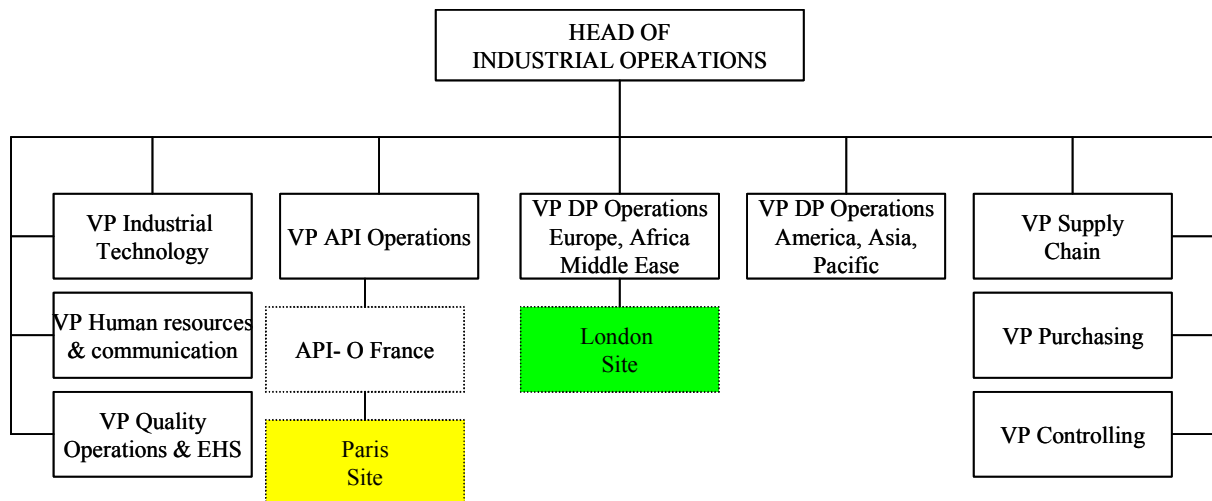 HEAD OF
INDUSTRIAL OPERATIONS
VP Industrial
Technology
VP API Operations
VP DP Operations
Europe, Africa
Middle Ease
VP DP Operations
America, Asia,
Pacific
VP Supply
Chain
VP Human resources
& communication
API- O France
London
Site
VP Purchasing
VP Quality
Operations & EHS
Paris
Site
VP Controlling